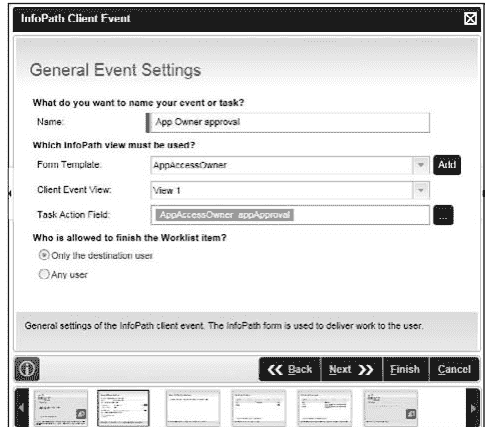 InfoPath Client Event
General Event Settings
What do you want to name your event or task?
Name: App Owner approval
Which InfoPath view must be used?
Form Template: AppAccessOwner Add
Client Event View: View 1
Task Action Field: AppAccessOwner appApproval ...
Who is allowed to finish the Worklist item?
Only the destination user
Any user
General settings of the InfoPath client event. The InfoPath form is used to deliver work to the user.
Back Next Finish Cancel